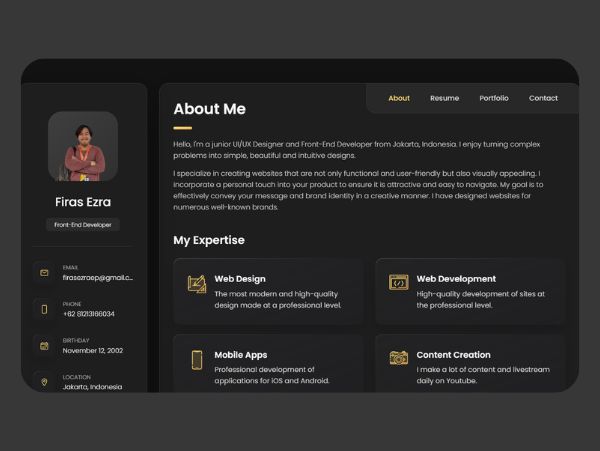 Firas Ezra
Front-End Developer
EMAIL
firasezraep@gmail.c...
PHONE
+62 81213166034
BIRTHDAY
November 12, 2002
LOCATION
Jakarta, Indonesia
About
Resume
Portfolio
Contact
About Me
Hello, I'm a junior UI/UX Designer and Front-End Developer from Jakarta, Indonesia. I enjoy turning complex
problems into simple, beautiful and intuitive designs.
I specialize in creating websites that are not only functional and user-friendly but also visually appealing. I
incorporate a personal touch into your product to ensure it is attractive and easy to navigate. My goal is to
effectively convey your message and brand identity in a creative manner. I have designed websites for
numerous well-known brands.
My Expertise
Web Design
The most modern and high-quality
design made at a professional level.
Web Development
High-quality development of sites at
the professional level.
Mobile Apps
Professional development of
applications for iOS and Android.
Content Creation
I make a lot of content and livestream
daily on Youtube.